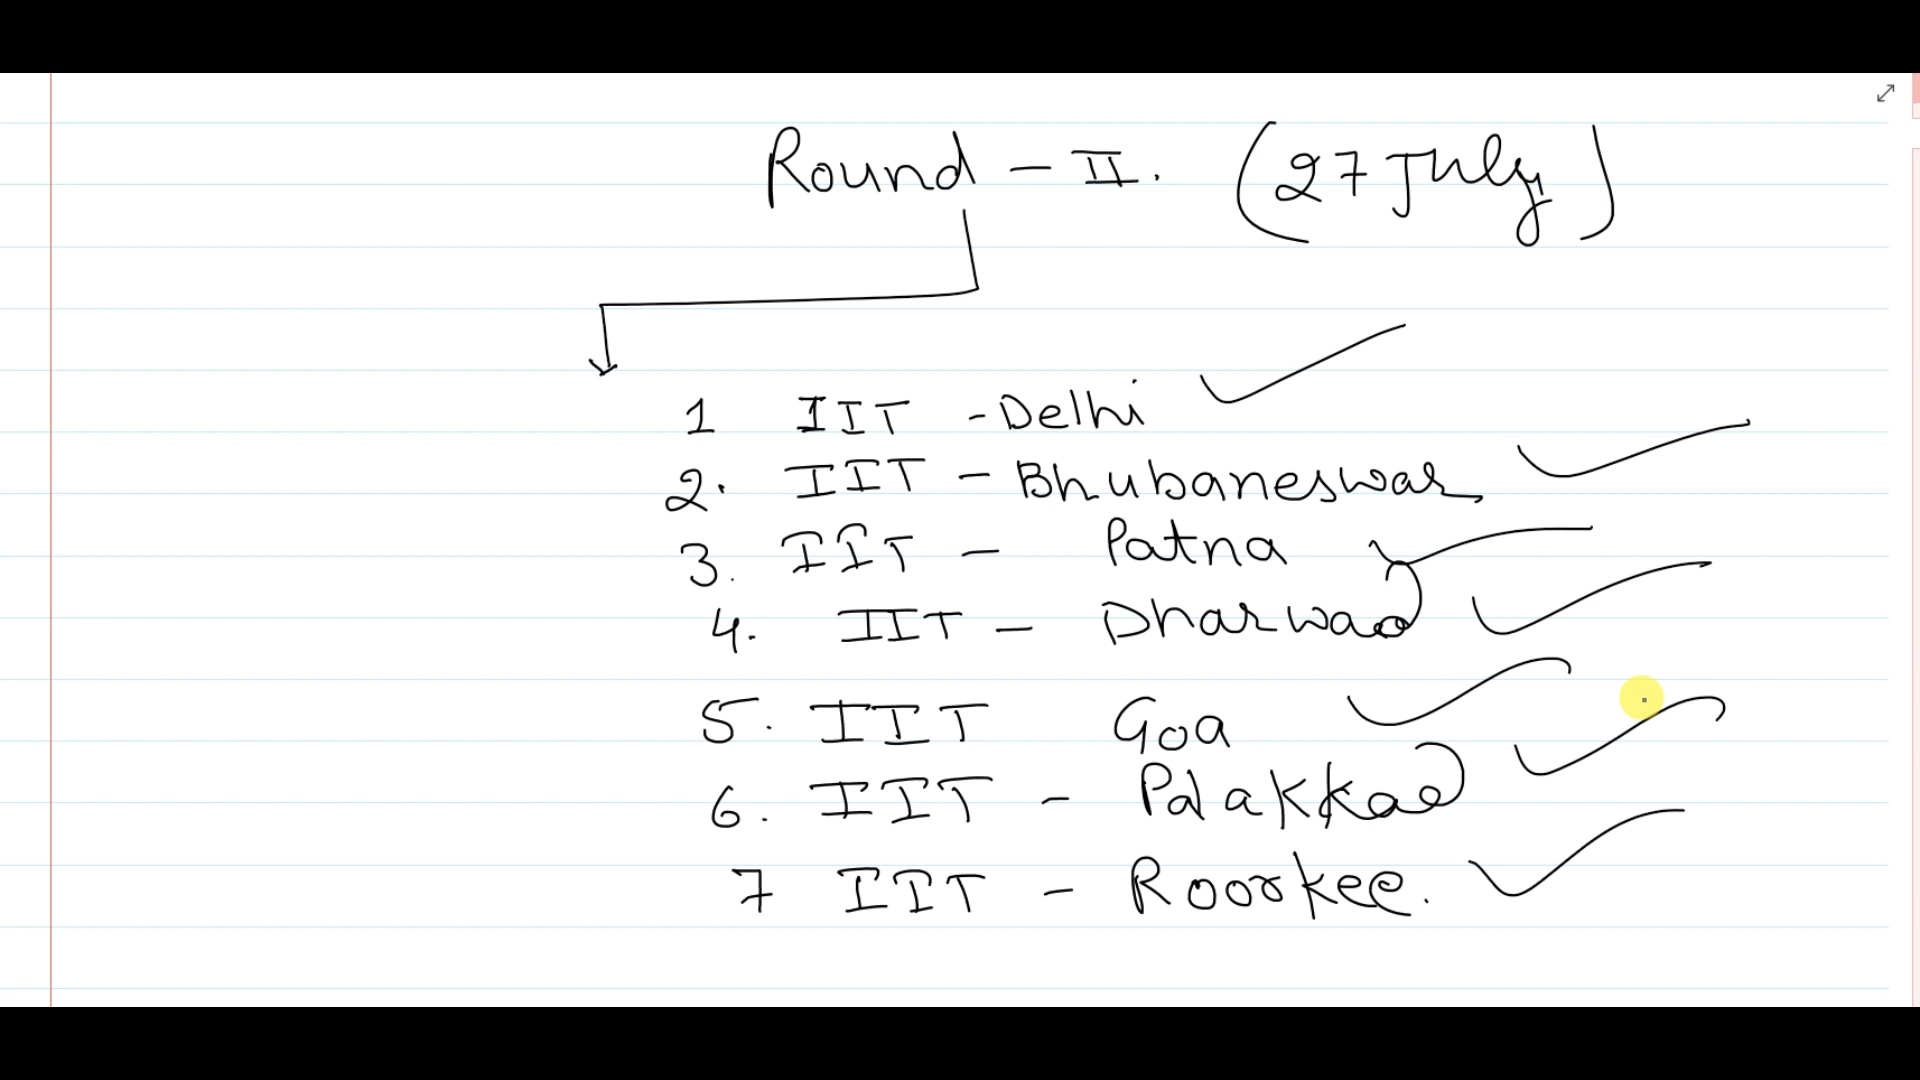 Round - II. (27 July)
1 IIT - Delhi
2. IIT - Bhubaneswar
3. IIT - Patna
4. IIT - Dharwad
5. IIT Goa
6. IIT - Palakkad
7 IIT - Roorkee.